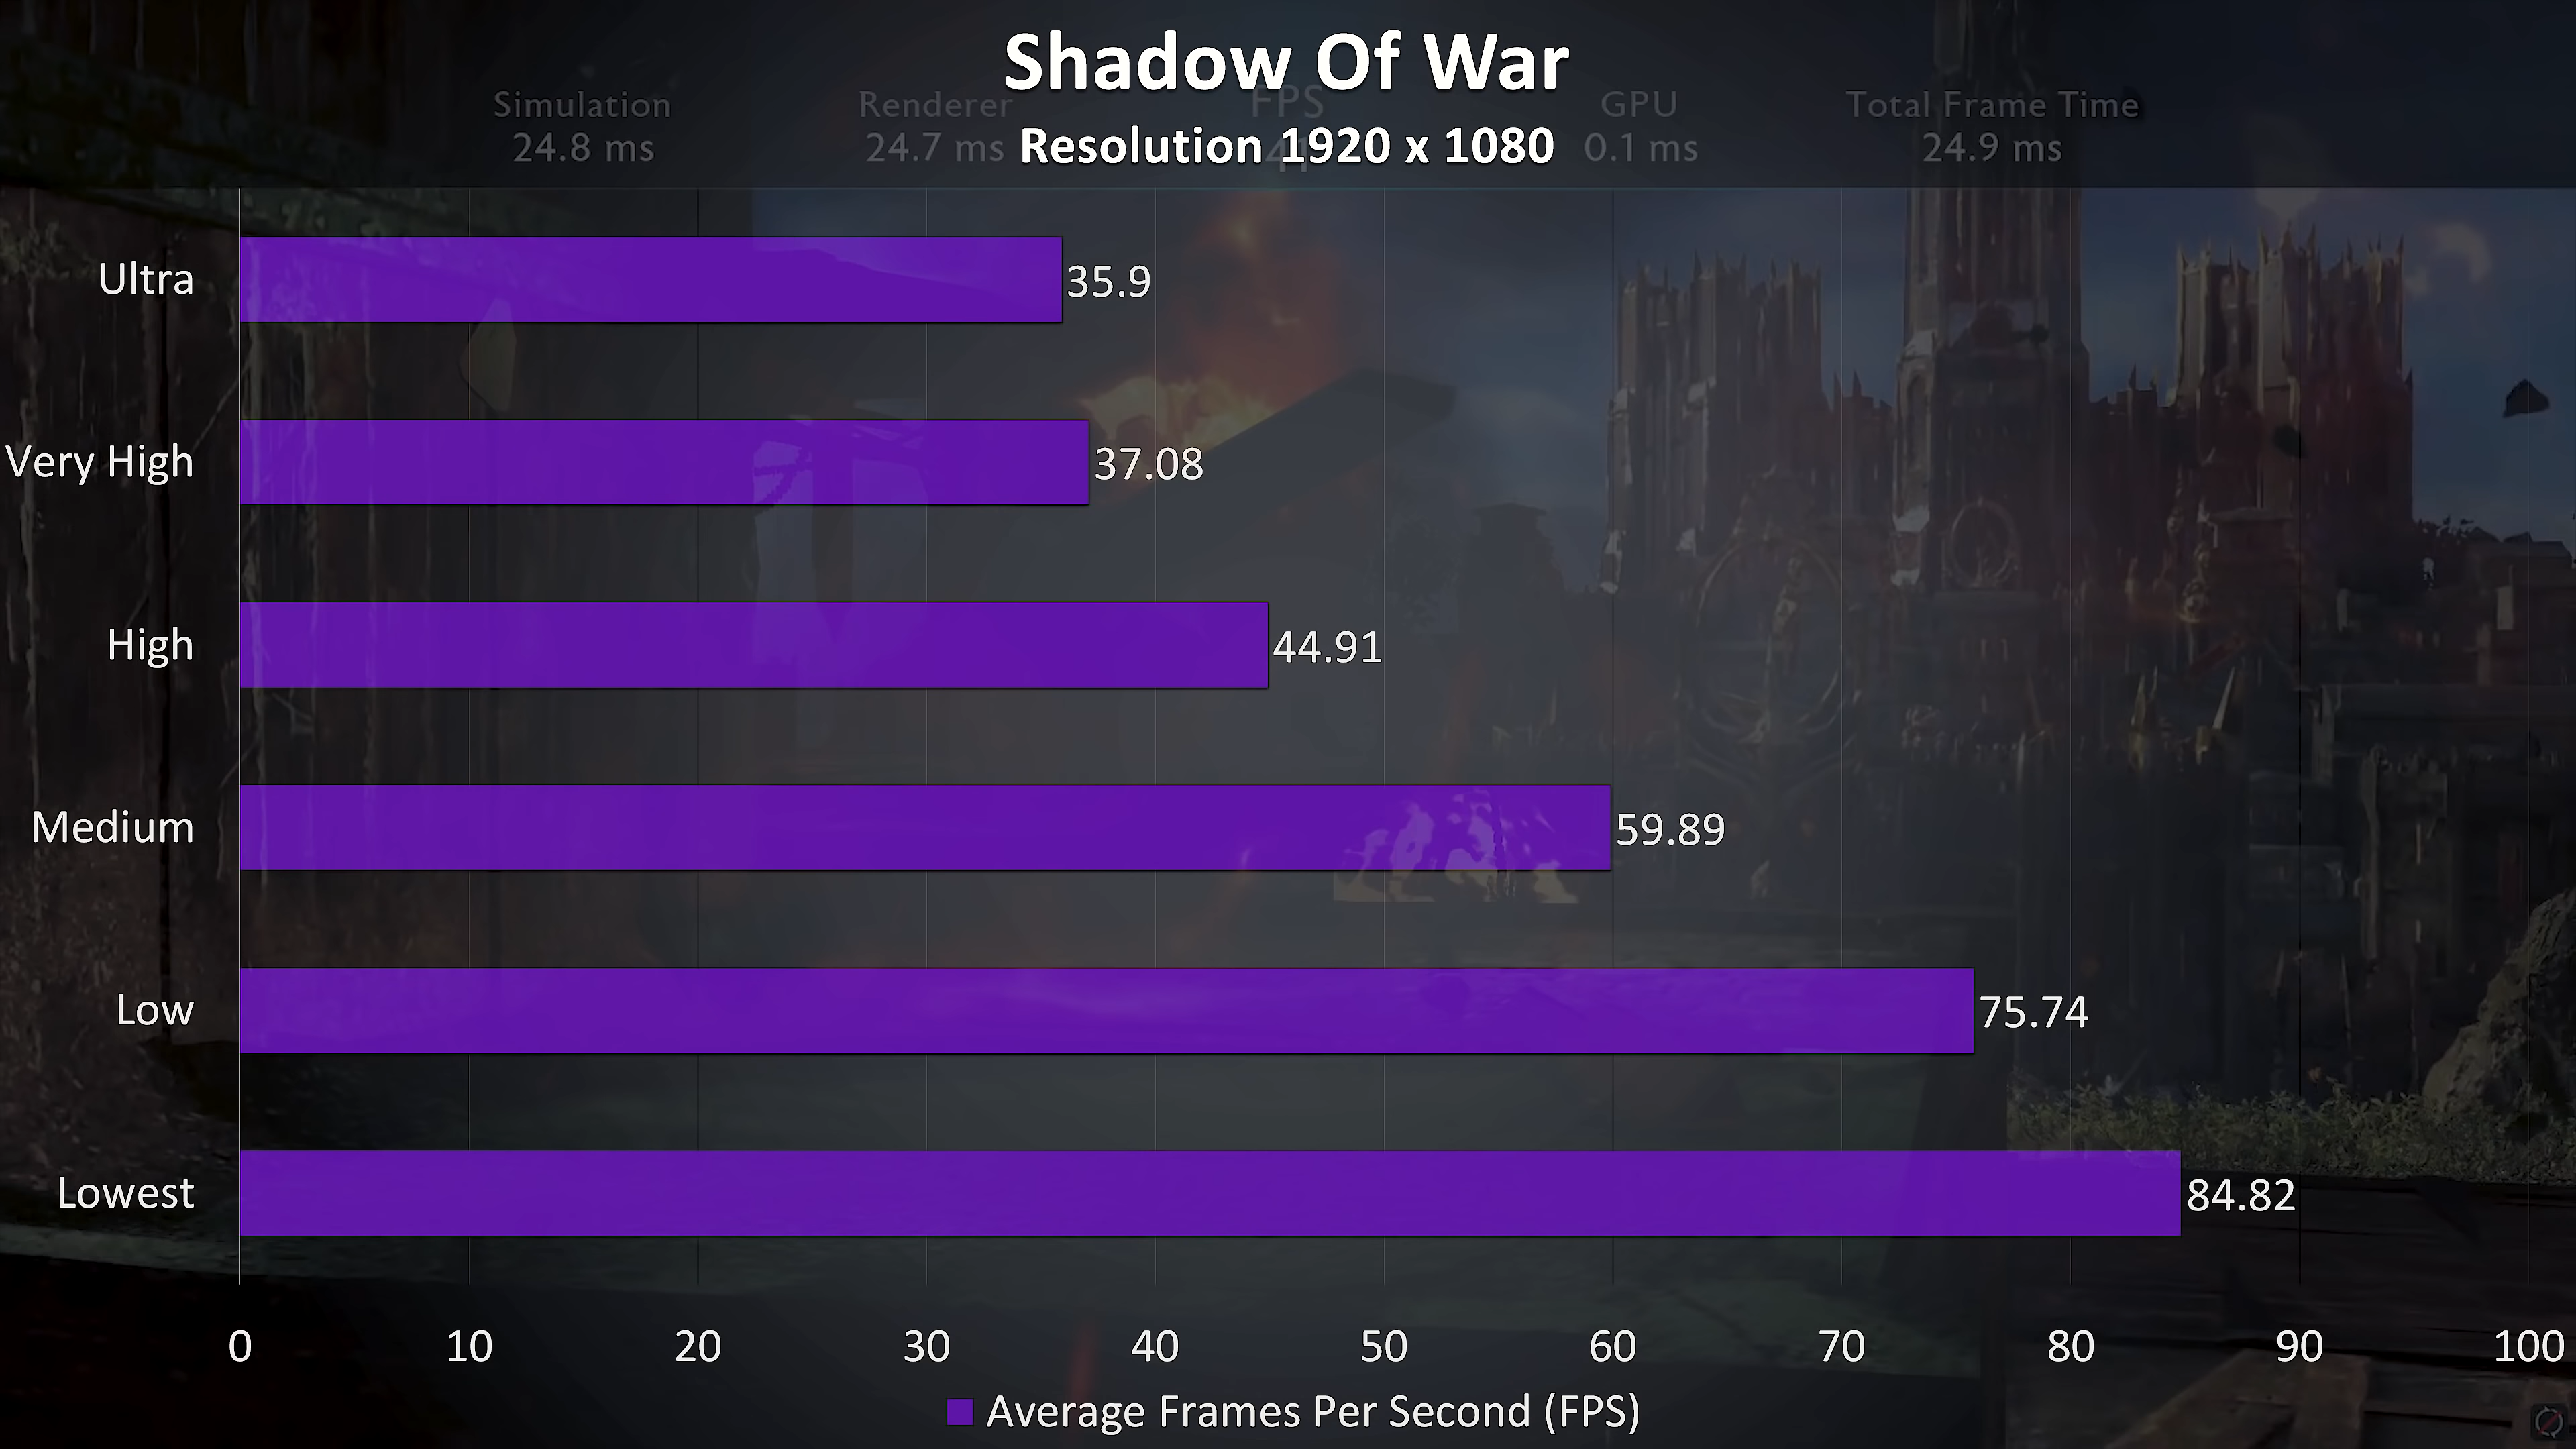 Shadow Of War
Simulation Renderer FPS GPU Total Frame Time
24.8 ms 24.7 ms 0.1 ms 24.9 ms
Resolution 1920 x 1080
Ultra 35.9
Very High 37.08
High 44.91
Medium 59.89
Low 75.74
Lowest 84.82
0 10 20 30 40 50 60 70 80 90 100
Average Frames Per Second (FPS)